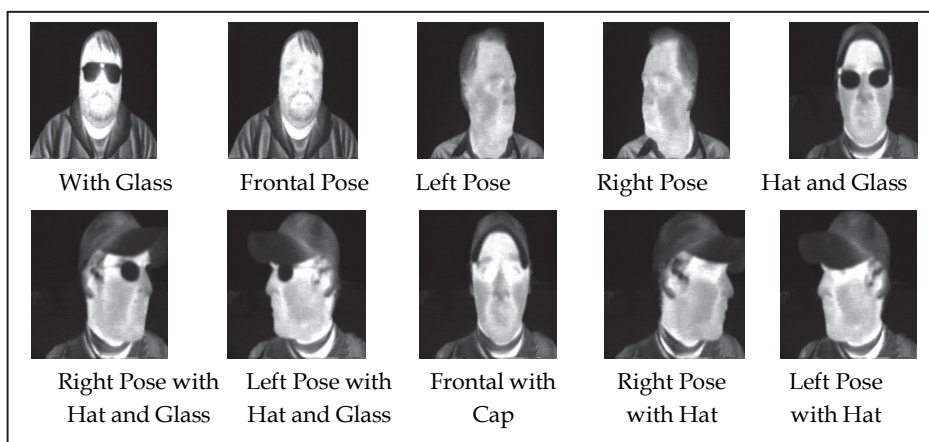 With Glass
Frontal Pose
Left Pose
Right Pose
Hat and Glass
Right Pose with
Hat and Glass
Left Pose with
Hat and Glass
Frontal with
Cap
Right Pose
with Hat
Left Pose
with Hat